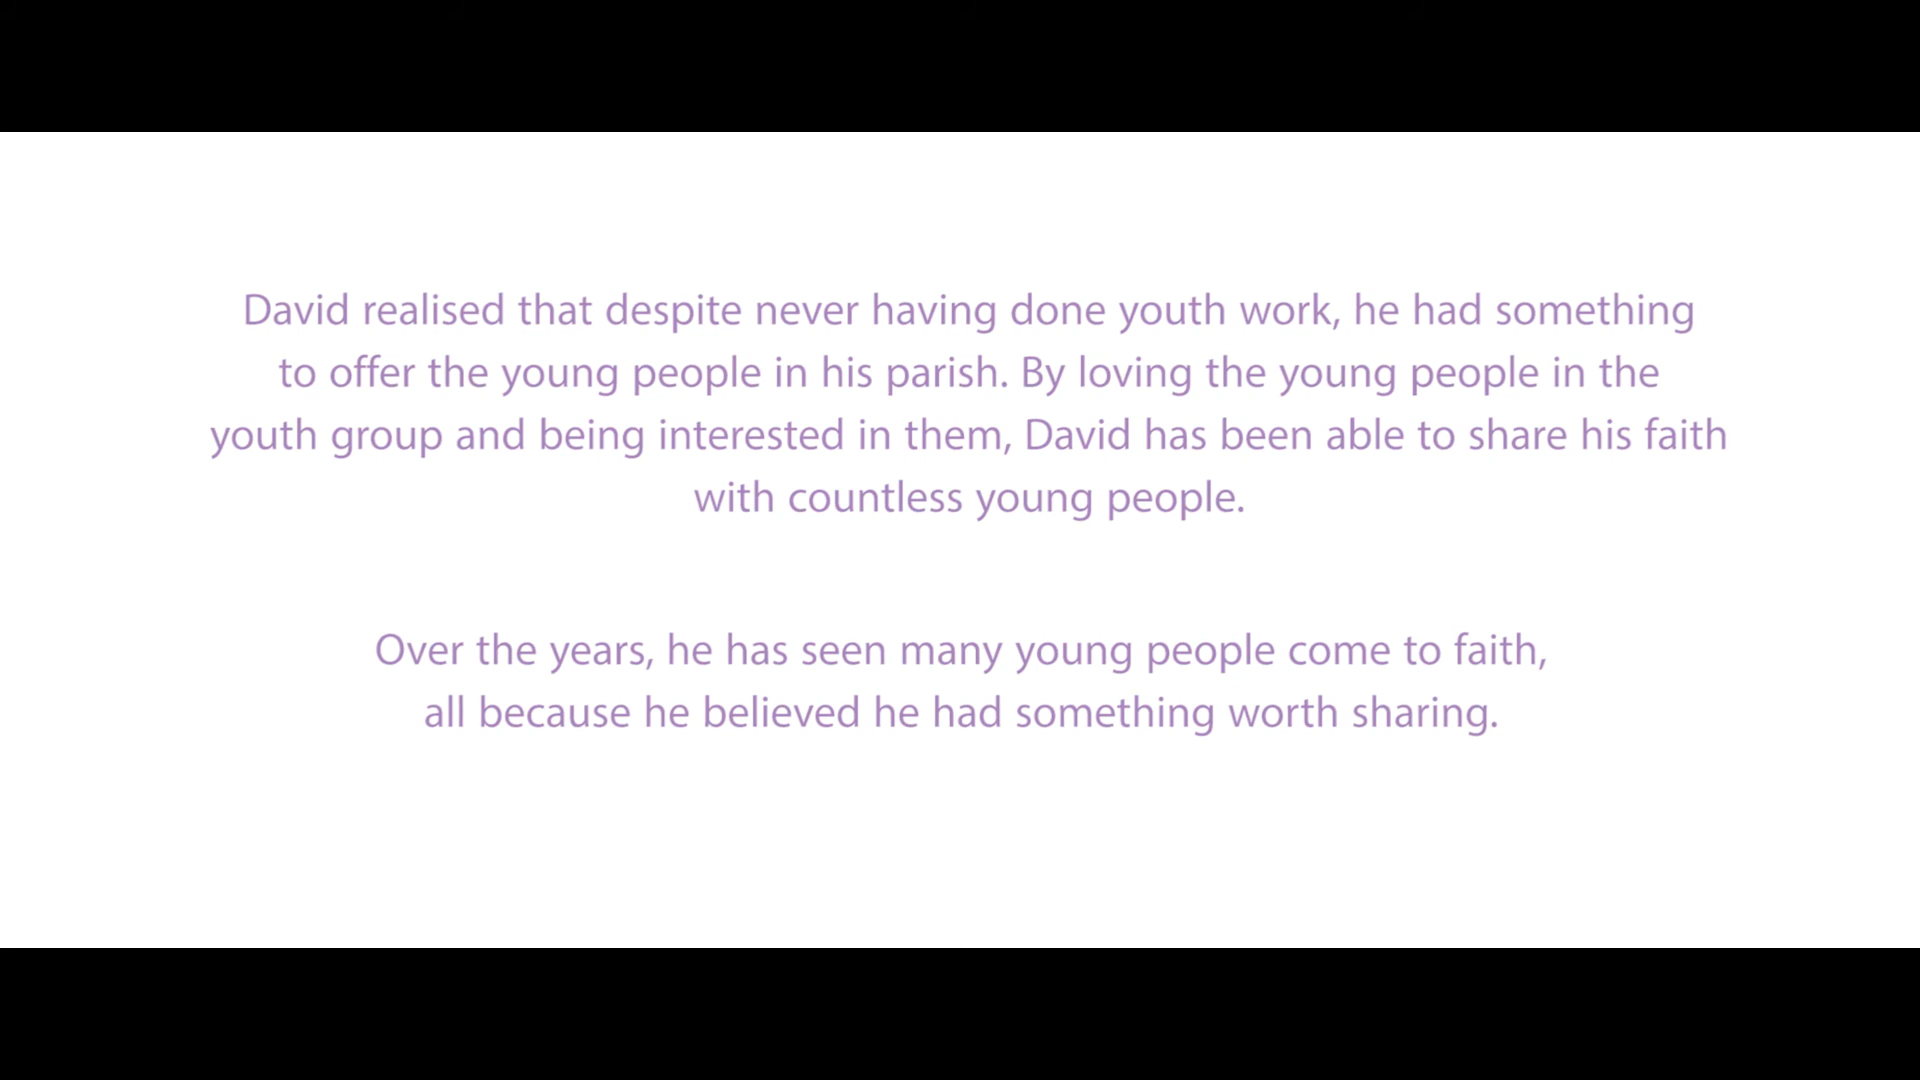 David realised that despite never having done youth work, he had something
to offer the young people in his parish. By loving the young people in the
youth group and being interested in them, David has been able to share his faith
with countless young people.
Over the years, he has seen many young people come to faith,
all because he believed he had something worth sharing.